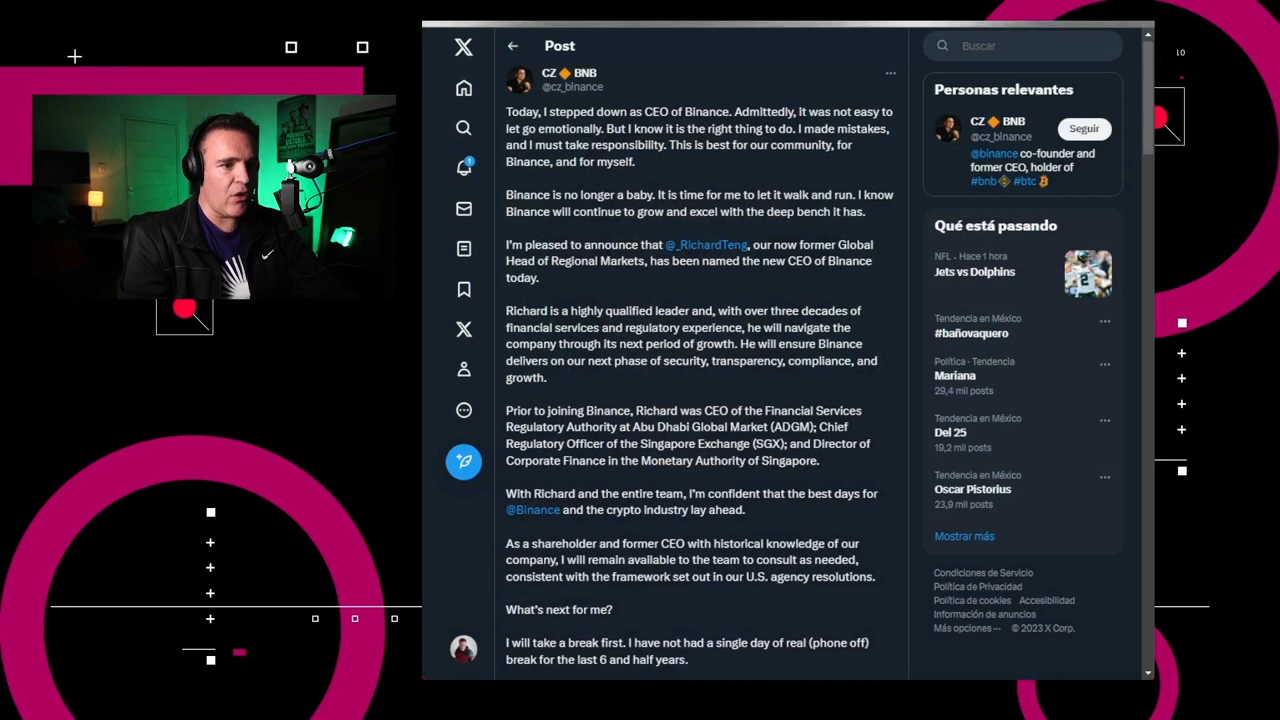 Post
CZ 🔶 BNB
@cz_binance
Today, I stepped down as CEO of Binance. Admittedly, it was not easy to
let go emotionally. But I know it is the right thing to do. I made mistakes,
and I must take responsibility. This is best for our community, for
Binance, and for myself.
Binance is no longer a baby. It is time for me to let it walk and run. I know
Binance will continue to grow and excel with the deep bench it has.
I'm pleased to announce that @_RichardTeng, our now former Global
Head of Regional Markets, has been named the new CEO of Binance
today.
Richard is a highly qualified leader and, with over three decades of
financial services and regulatory experience, he will navigate the
company through its next period of growth. He will ensure Binance
delivers on our next phase of security, transparency, compliance, and
growth.
Prior to joining Binance, Richard was CEO of the Financial Services
Regulatory Authority at Abu Dhabi Global Market (ADGM); Chief
Regulatory Officer of the Singapore Exchange (SGX); and Director of
Corporate Finance in the Monetary Authority of Singapore.
With Richard and the entire team, I'm confident that the best days for
@Binance and the crypto industry lay ahead.
As a shareholder and former CEO with historical knowledge of our
company, I will remain available to the team to consult as needed,
consistent with the framework set out in our U.S. agency resolutions.
What's next for me?
I will take a break first. I have not had a single day of real (phone off)
break for the last 6 and half years.
Buscar
Personas relevantes
CZ 🔶 BNB
@cz_binance
Seguir
@binance co-founder and
former CEO, holder of
#bnb #btc
Qué está pasando
NFL · Hace 1 hora
Jets vs Dolphins
Tendencia en México
#bañovaquero
Política · Tendencia
Mariana
29,4 mil posts
Tendencia en México
Del 25
19,2 mil posts
Tendencia en México
Oscar Pistorius
23,9 mil posts
Mostrar más
Condiciones de Servicio
Política de Privacidad
Política de cookies Accesibilidad
Información de anuncios
Más opciones ··· © 2023 X Corp.
10